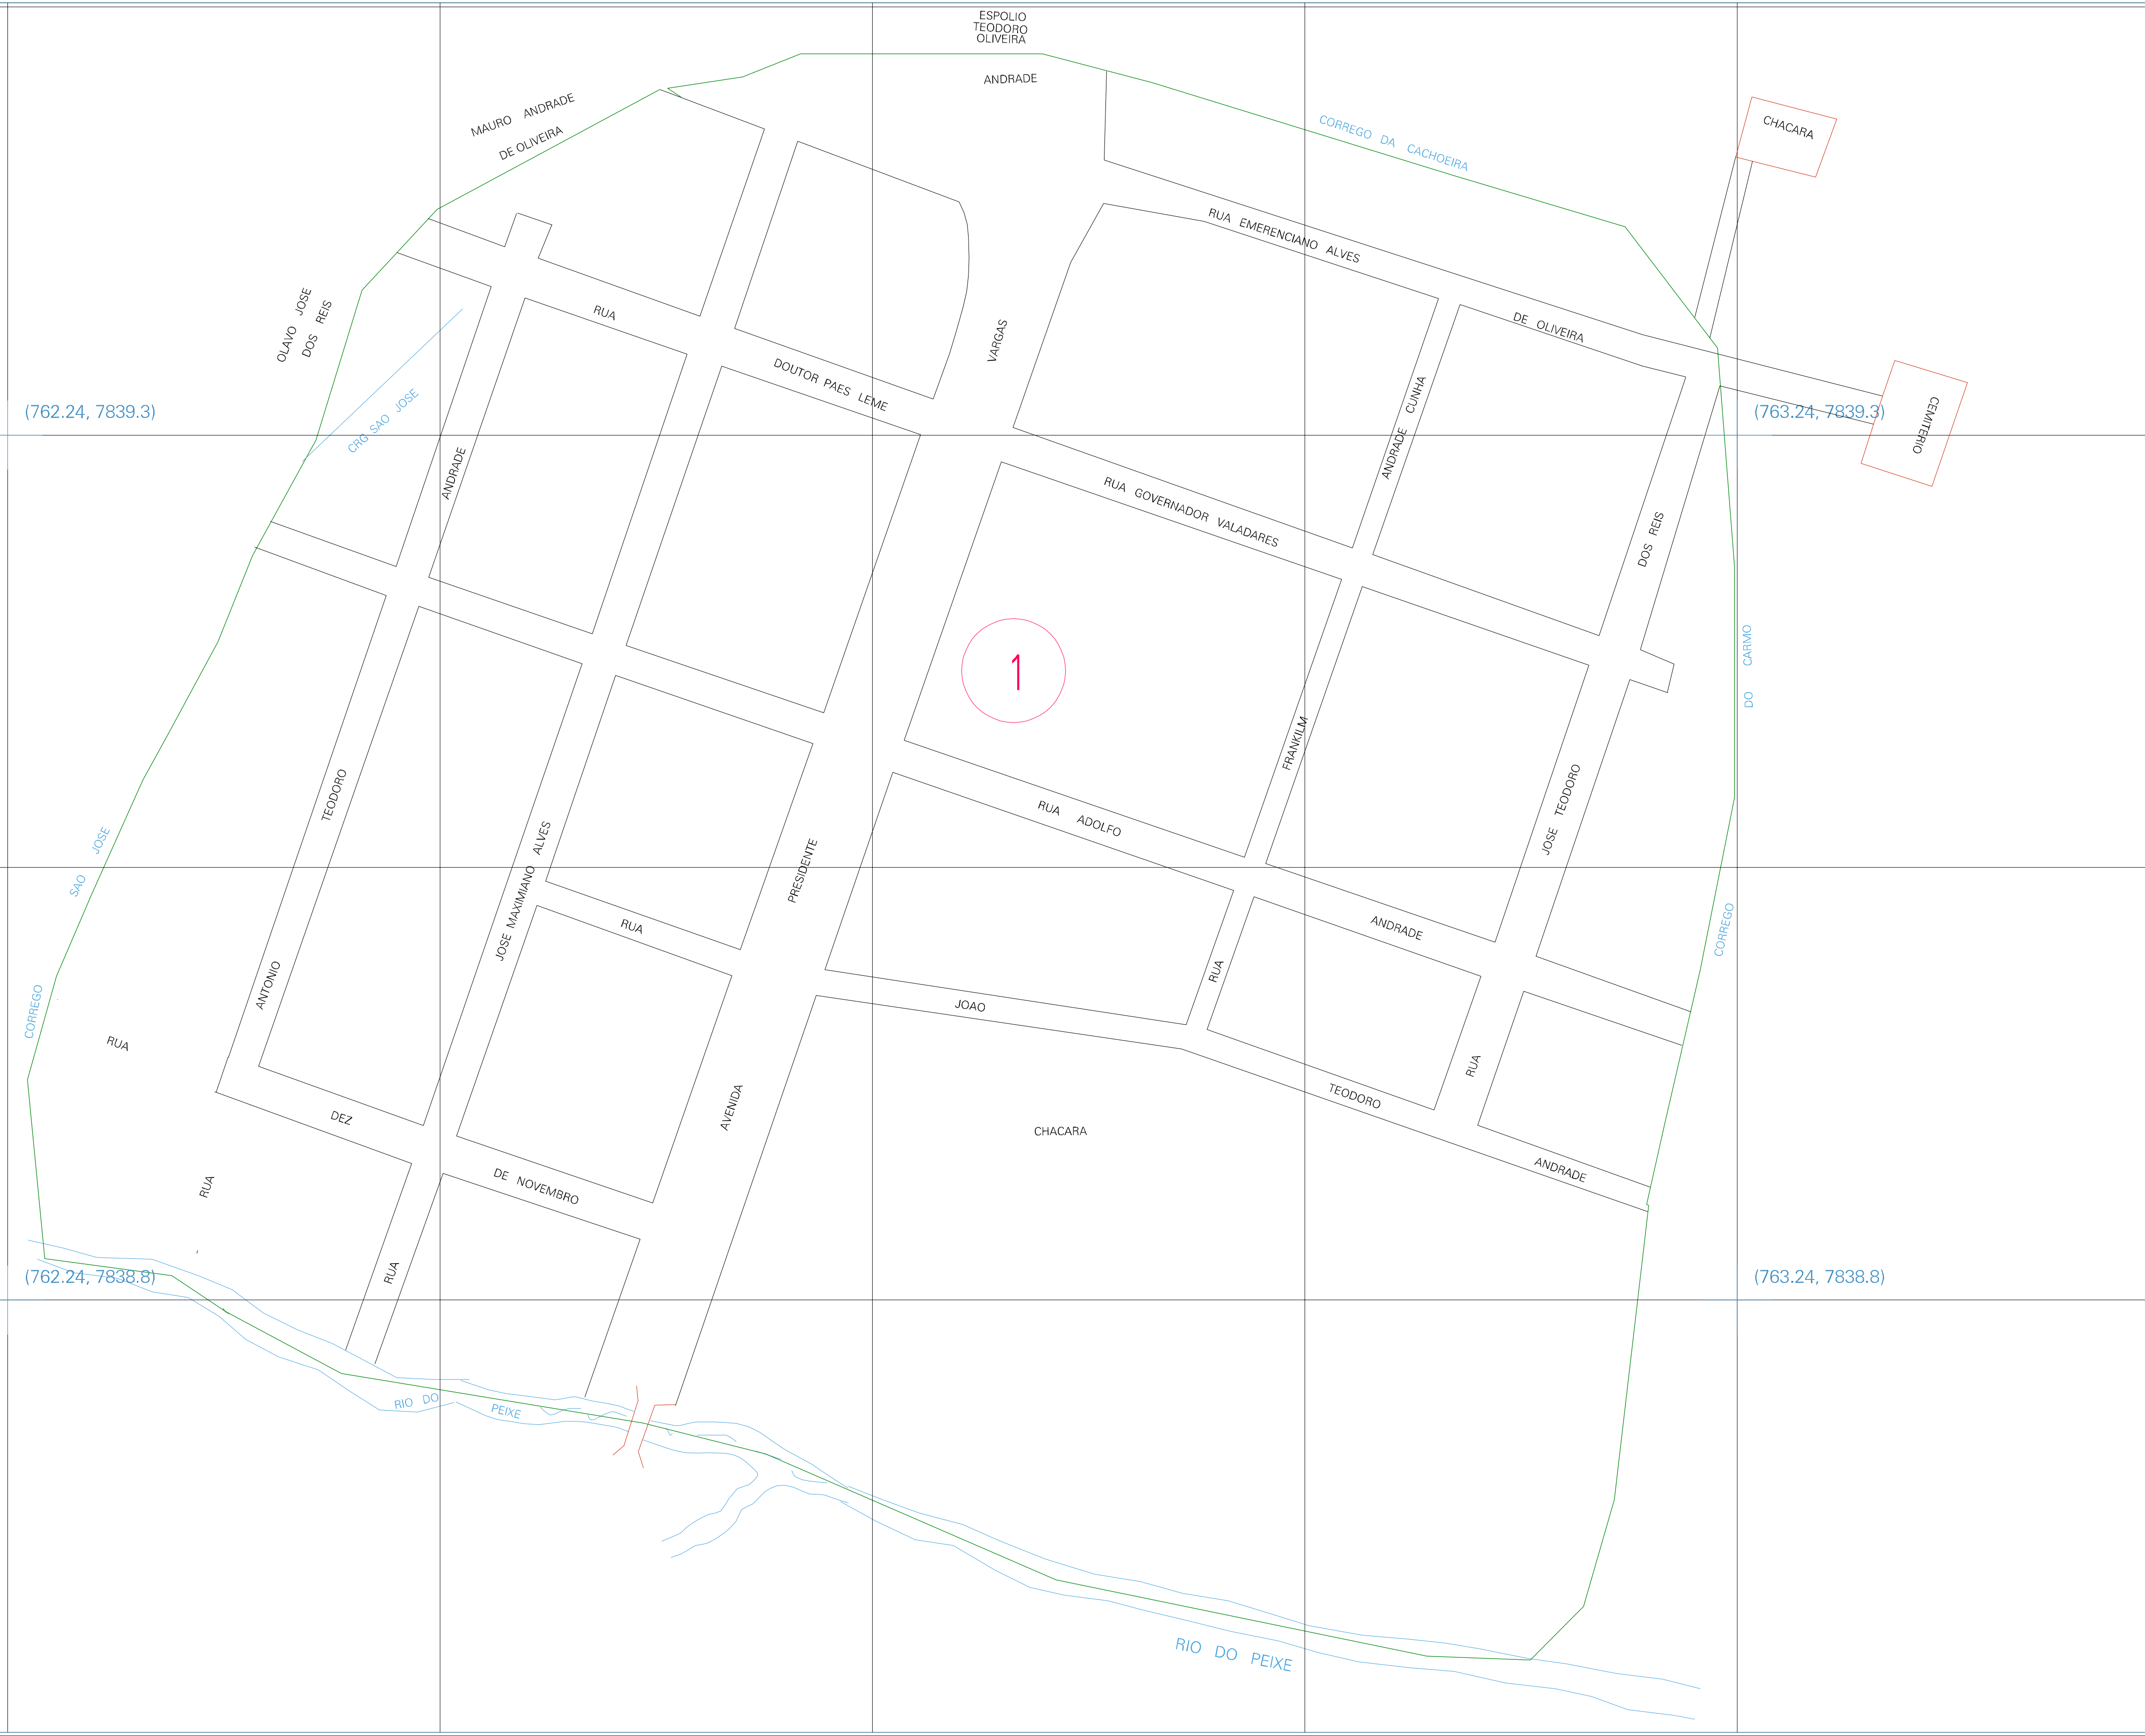 ESPOLIO
TEODORO
OLIVEIRA
ANDRADE
MAURO ANDRADE
DE OLIVEIRA
CORREGO DA CACHOEIRA
CHACARA
RUA EMERENCIANO ALVES
DE OLIVEIRA
OLAVO JOSE
DOS REIS
RUA
DOUTOR PAES LEME
VARGAS
ANDRADE CUNHA
(762.24, 7839.3)
(763.24, 7839.3)
CEMITERIO
CRG SAO JOSE
ANDRADE
RUA GOVERNADOR VALADARES
DOS REIS
1
DO CARMO
FRANKILM
TEODORO
RUA ADOLFO
JOSE TEODORO
SAO JOSE
JOSE MAXIMIANO ALVES
PRESIDENTE
RUA
ANDRADE
CORREGO
ANTONIO
RUA
CORREGO
JOAO
RUA
RUA
DEZ
AVENIDA
CHACARA
TEODORO
RUA
DE NOVEMBRO
ANDRADE
(762.24, 7838.8)
RUA
(763.24, 7838.8)
RIO DO
PEIXE
RIO DO PEIXE